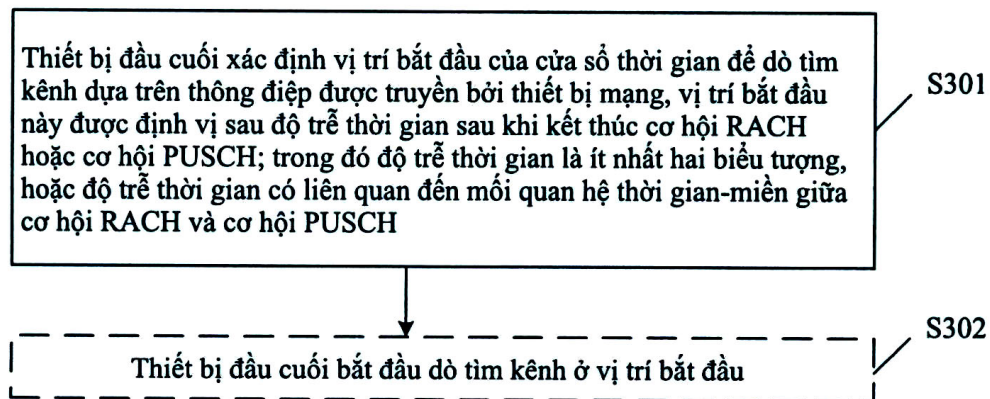 Thiết bị đầu cuối xác định vị trí bắt đầu của cửa sổ thời gian để dò tìm
kênh dựa trên thông điệp được truyền bởi thiết bị mạng, vị trí bắt đầu
này được định vị sau độ trễ thời gian sau khi kết thúc cơ hội RACH
hoặc cơ hội PUSCH; trong đó độ trễ thời gian là ít nhất hai biểu tượng,
hoặc độ trễ thời gian có liên quan đến mối quan hệ thời gian-miền giữa
cơ hội RACH và cơ hội PUSCH
S301
S302
Thiết bị đầu cuối bắt đầu dò tìm kênh ở vị trí bắt đầu